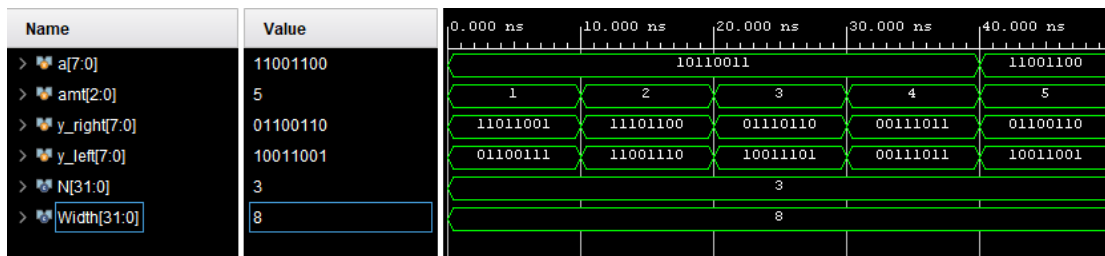 Name Value 0.000 ns 10.000 ns 20.000 ns 30.000 ns 40.000 ns
a[7:0] 11001100 10110011 11001100
amt[2:0] 5 1 2 3 4 5
y_right[7:0] 01100110 11011001 11101100 01110110 00111011 01100110
y_left[7:0] 10011001 01100111 11001110 10011101 00111011 10011001
N[31:0] 3 3
Width[31:0] 8 8